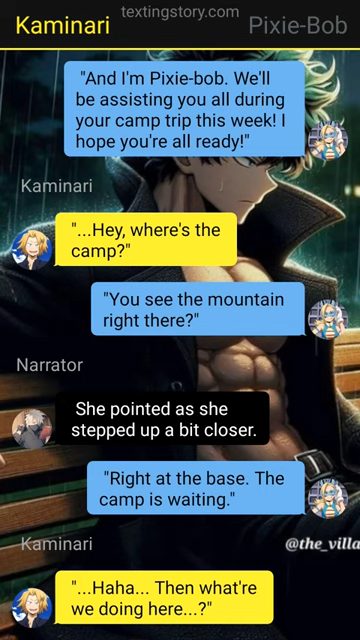 textingstory.com
Kaminari
Pixie-Bob
"And I'm Pixie-bob. We'll
be assisting you all during
your camp trip this week! I
hope you're all ready!"
Kaminari
"...Hey, where's the
camp?"
"You see the mountain
right there?"
Narrator
She pointed as she
stepped up a bit closer.
"Right at the base. The
camp is waiting."
Kaminari
@the_villa
"...Haha... Then what're
we doing here...?"